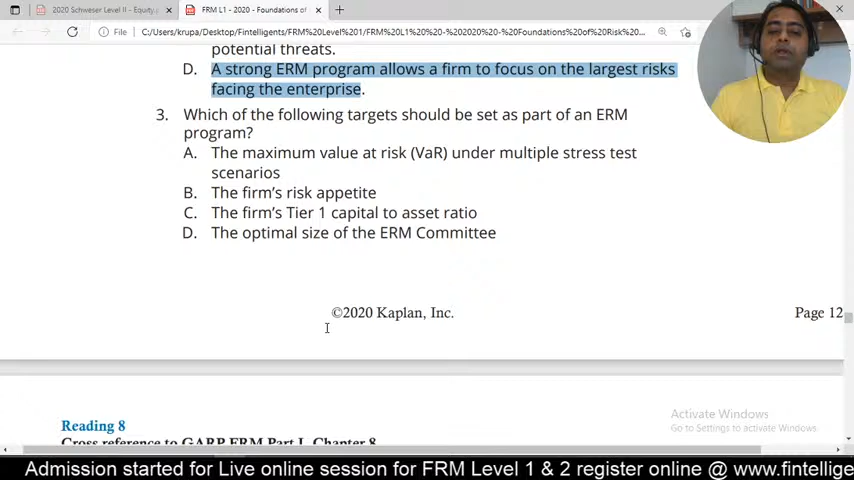 2020 Schweser Level II - Equity.p
FRM L1 - 2020 - Foundations of
File
C:/Users/krupa/Desktop/Fintelligents/FRM%20Level%201/FRM%20L1%20%20-%202020%20-%20Foundations%20of%20Risk%20...
potential threats.
D. A strong ERM program allows a firm to focus on the largest risks
facing the enterprise.
3. Which of the following targets should be set as part of an ERM
program?
A. The maximum value at risk (VaR) under multiple stress test
scenarios
B. The firm's risk appetite
C. The firm's Tier 1 capital to asset ratio
D. The optimal size of the ERM Committee
©2020 Kaplan, Inc.
Page 12
Reading 8
Cross reference to GARP FRM Part I, Chapter 8
Activate Windows
Go to Settings to activate Windows.
Admission started for Live online session for FRM Level 1 & 2 register online @ www.fintellige